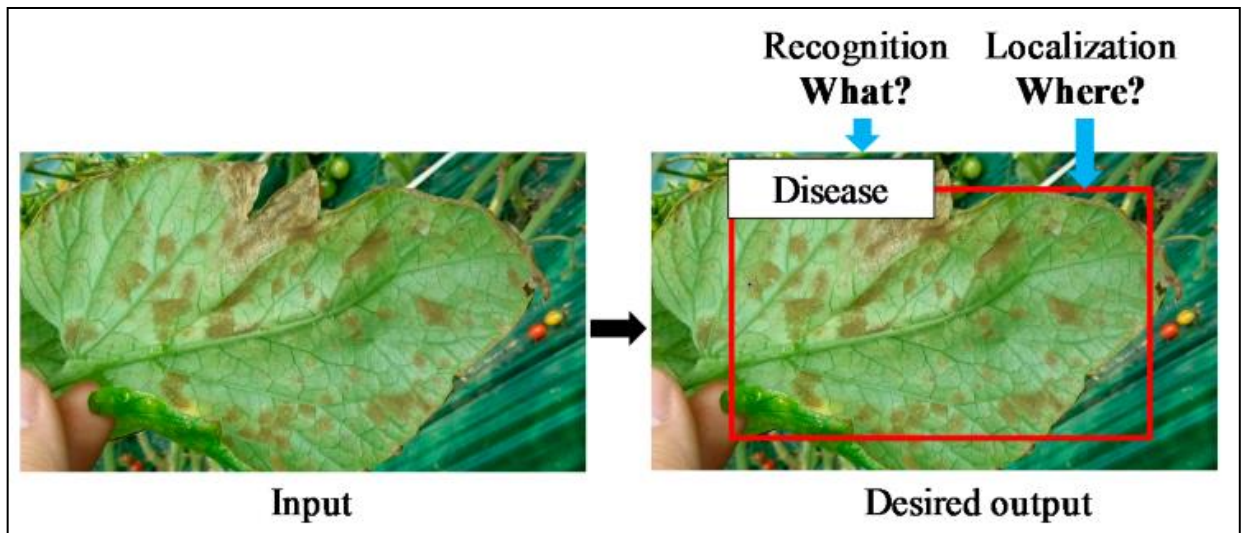 Recognition
What?
Localization
Where?
Disease
Input
Desired output